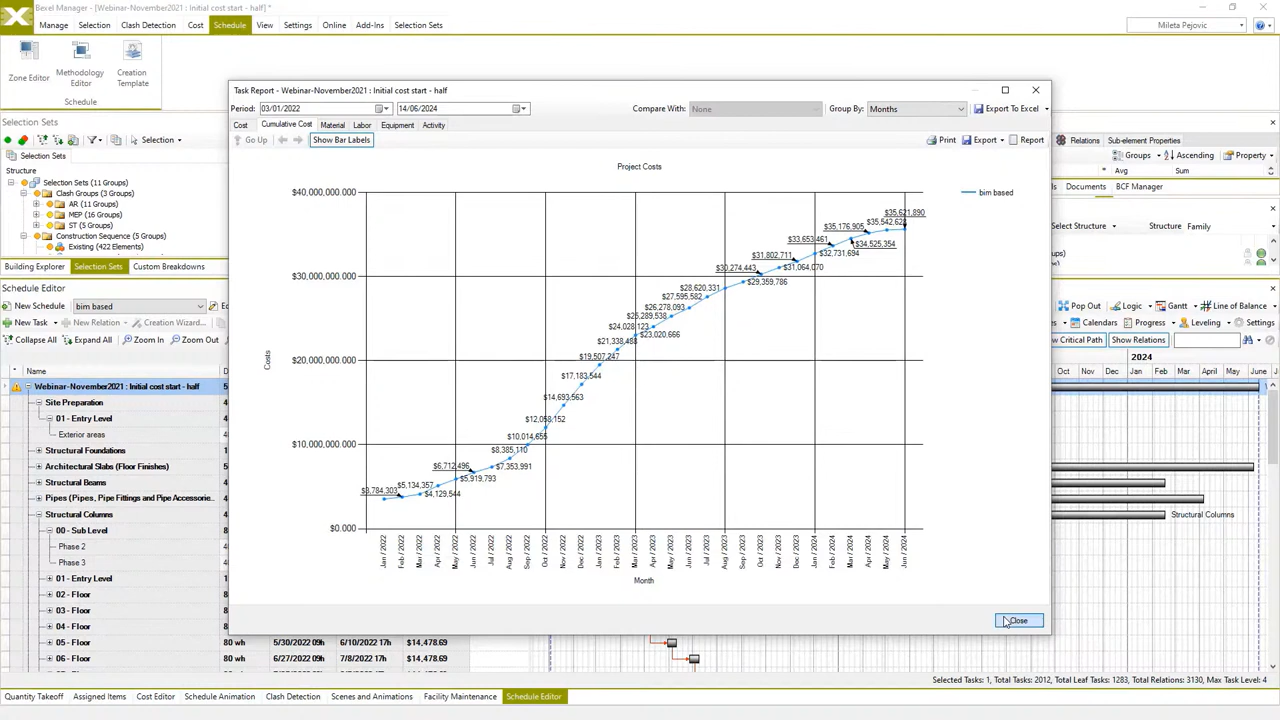 Bexel Manager - [Webinar-November2021 : Initial cost start - half] *
Manage Selection Clash Detection Cost Schedule View Settings Online Add-Ins Selection Sets
Mileta Pejovic
Zone Editor
Methodology Editor
Creation Template
Schedule
Selection Sets
Selection
Selection Sets
Structure
Selection Sets (11 Groups)
Clash Groups (3 Groups)
AR (11 Groups)
MEP (16 Groups)
ST (5 Groups)
Construction Sequence (5 Groups)
Existing (422 Elements)
Building Explorer Selection Sets Custom Breakdowns
Task Report - Webinar-November2021 : Initial cost start - half
Period: 03/01/2022 14/06/2024 Compare With: None Group By: Months Export To Excel
Cost Cumulative Cost Material Labor Equipment Activity
Go Up Show Bar Labels Print Export Report
Project Costs
bim based
Costs
$40,000,000.000
$30,000,000.000
$20,000,000.000
$10,000,000.000
$0.000
$3,784,303
$4,129,544
$5,134,357
$5,919,793
$6,712,496
$7,353,991
$8,385,110
$10,014,655
$12,058,152
$14,693,563
$17,183,544
$19,507,247
$21,338,488
$23,020,666
$24,028,123
$25,289,538
$26,278,093
$27,595,582
$28,620,331
$29,359,786
$30,274,443
$31,064,070
$31,802,711
$32,731,694
$33,653,461
$34,525,354
$35,176,905
$35,542,628
$35,621,890
Jan / 2022
Feb / 2022
Mar / 2022
Apr / 2022
May / 2022
Jun / 2022
Jul / 2022
Aug / 2022
Sep / 2022
Oct / 2022
Nov / 2022
Dec / 2022
Jan / 2023
Feb / 2023
Mar / 2023
Apr / 2023
May / 2023
Jun / 2023
Jul / 2023
Aug / 2023
Sep / 2023
Oct / 2023
Nov / 2023
Dec / 2023
Jan / 2024
Feb / 2024
Mar / 2024
Apr / 2024
May / 2024
Jun / 2024
Month
Close
Relations Sub-element Properties
Groups Ascending Property
Avg Sum
Documents BCF Manager
Select Structure Structure Family
Schedule Editor
New Schedule bim based
New Task New Relation Creation Wizard...
Collapse All Expand All Zoom In Zoom Out
Pop Out Logic Gantt Line of Balance
Calendars Progress Leveling Settings
Critical Path Show Relations
2024
Oct Nov Dec Jan Feb Mar April May June
Name
Webinar-November2021 : Initial cost start - half
Site Preparation
01 - Entry Level
Exterior areas
Structural Foundations
Architectural Slabs (Floor Finishes)
Structural Beams
Pipes (Pipes, Pipe Fittings and Pipe Accessorie...
Structural Columns
Structural Columns
00 - Sub Level
Phase 2
Phase 3
01 - Entry Level
02 - Floor
03 - Floor
04 - Floor
05 - Floor 80 wh 5/30/2022 09h 6/10/2022 17h $14,478.69
06 - Floor 80 wh 6/27/2022 09h 7/8/2022 17h $14,478.69
Selected Tasks: 1, Total Tasks: 2012, Total Leaf Tasks: 1283, Total Relations: 3130, Max Task Level: 4
Quantity Takeoff Assigned Items Cost Editor Schedule Animation Clash Detection Scenes and Animations Facility Maintenance Schedule Editor